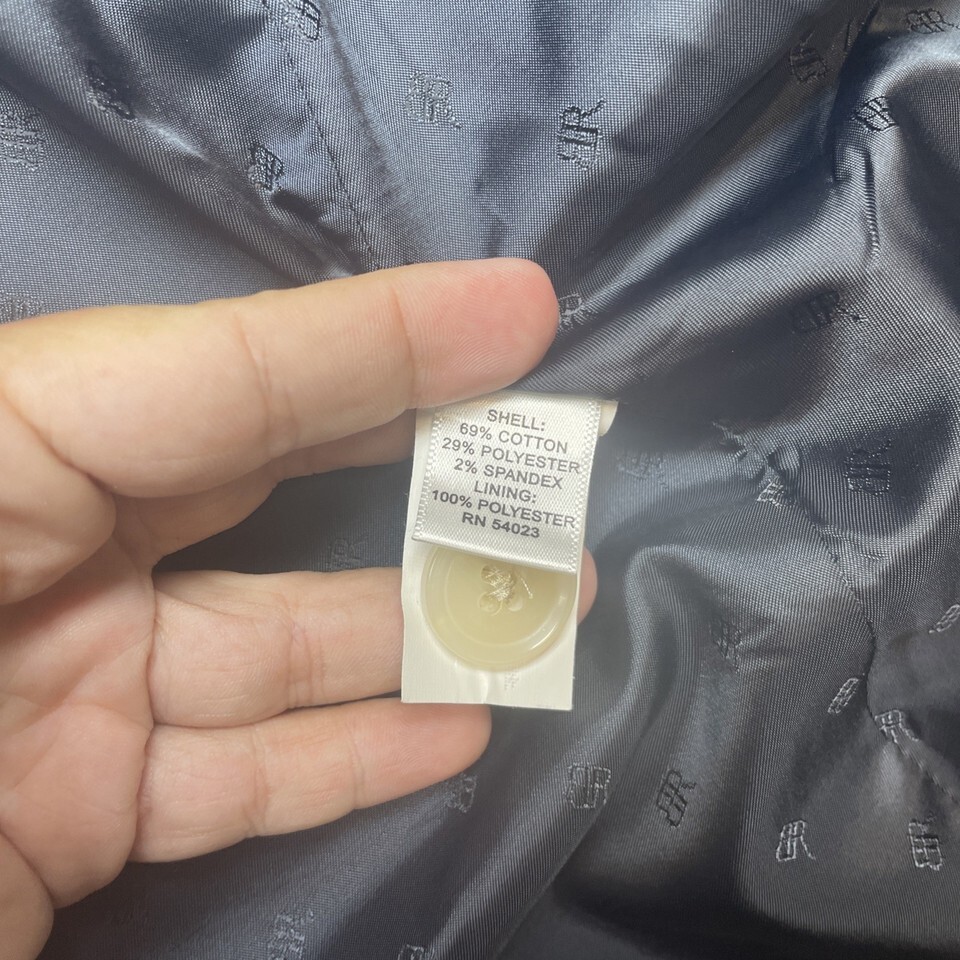 SHELL:
69% COTTON
29% POLYESTER
2% SPANDEX
LINING:
100% POLYESTER
RN 54023